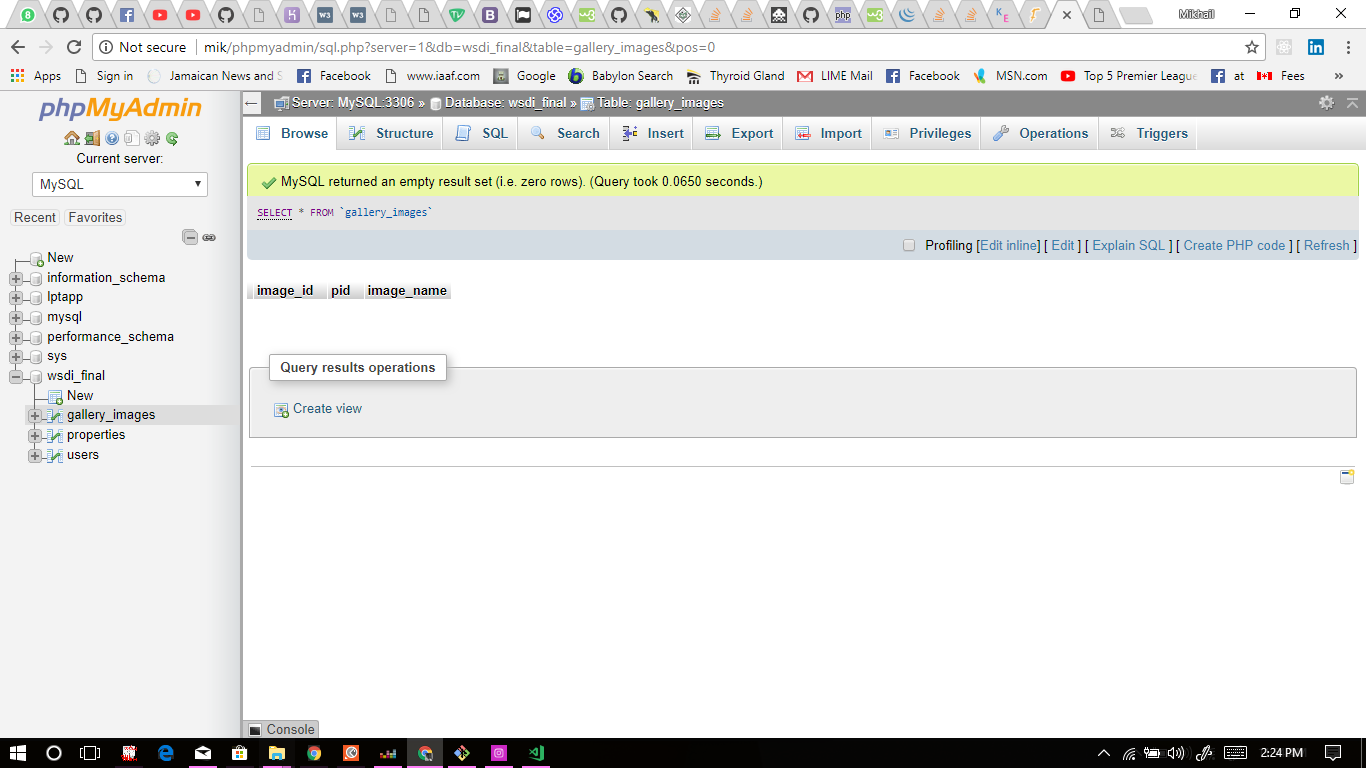 Mikhail
Not secure mik/phpmyadmin/sql.php?server=1&db=wsdi_final&table=gallery_images&pos=0
Apps Sign in Jamaican News and S Facebook www.iaaf.com Google Babylon Search Thyroid Gland LIME Mail Facebook MSN.com Top 5 Premier League at Fees »
phpMyAdmin
Current server:
MySQL
Recent Favorites
New
information_schema
lptapp
mysql
performance_schema
sys
wsdi_final
New
gallery_images
properties
users
Server: MySQL:3306 » Database: wsdi_final » Table: gallery_images
Browse Structure SQL Search Insert Export Import Privileges Operations Triggers
MySQL returned an empty result set (i.e. zero rows). (Query took 0.0650 seconds.)
SELECT * FROM `gallery_images`
Profiling [Edit inline] [ Edit ] [ Explain SQL ] [ Create PHP code ] [ Refresh ]
image_id pid image_name
Query results operations
Create view
Console
2:24 PM